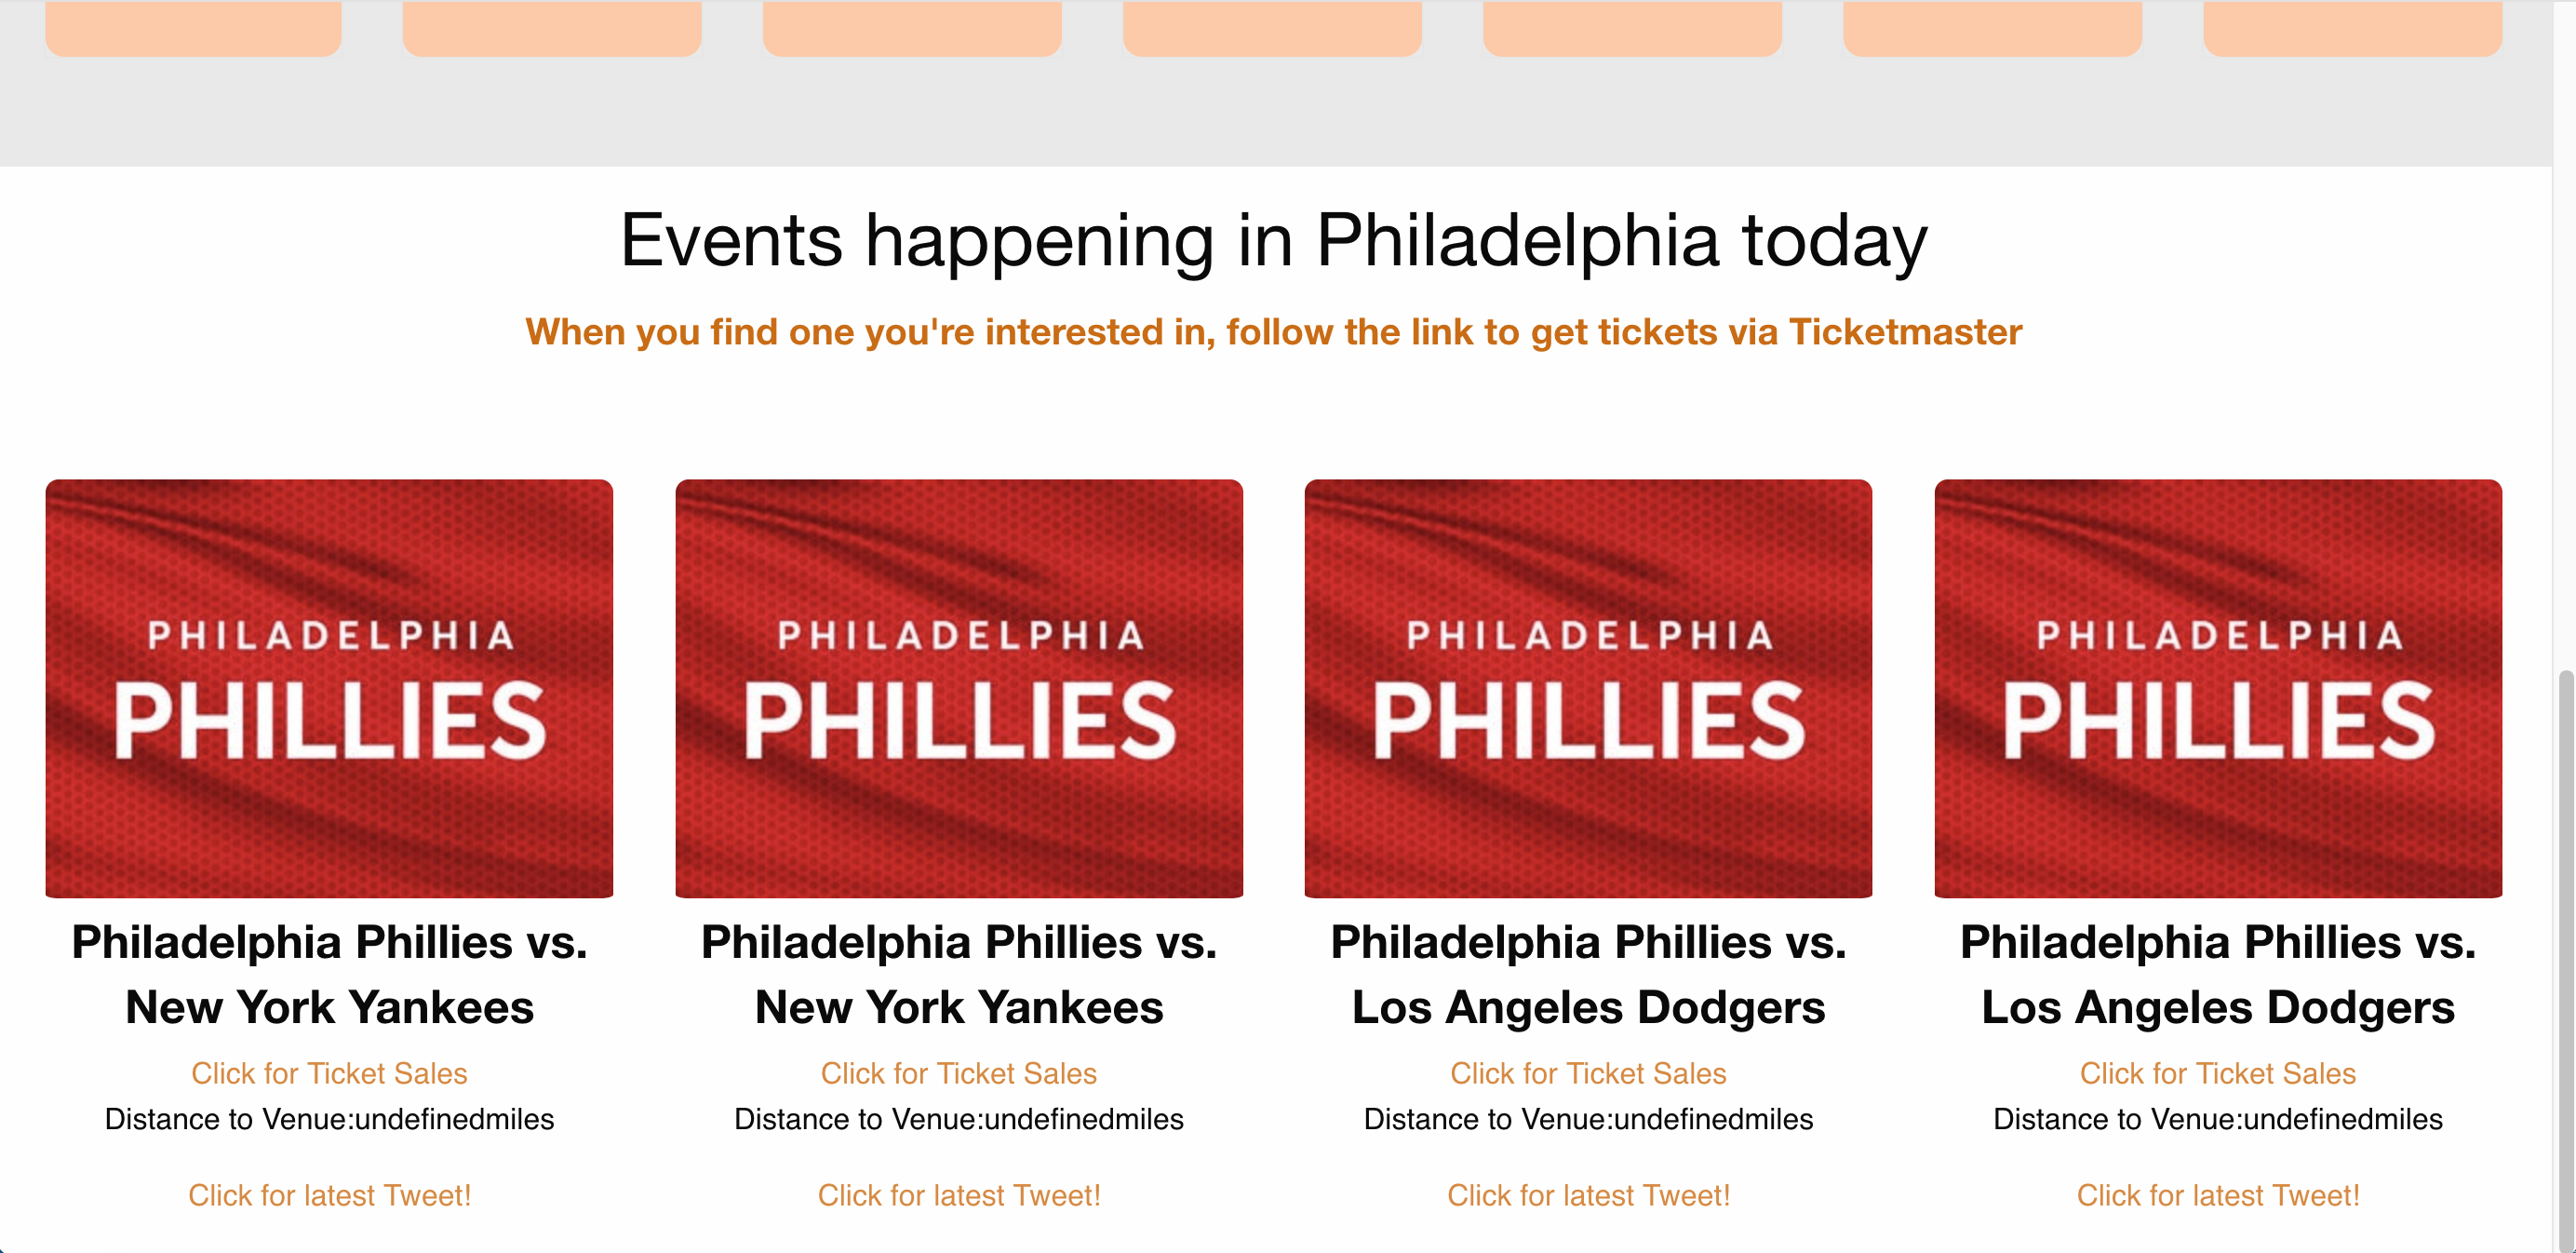 Events happening in Philadelphia today
When you find one you're interested in, follow the link to get tickets via Ticketmaster
PHILADELPHIA
PHILLIES
Philadelphia Phillies vs.
New York Yankees
Click for Ticket Sales
Distance to Venue:undefinedmiles
Click for latest Tweet!
PHILADELPHIA
PHILLIES
Philadelphia Phillies vs.
New York Yankees
Click for Ticket Sales
Distance to Venue:undefinedmiles
Click for latest Tweet!
PHILADELPHIA
PHILLIES
Philadelphia Phillies vs.
Los Angeles Dodgers
Click for Ticket Sales
Distance to Venue:undefinedmiles
Click for latest Tweet!
PHILADELPHIA
PHILLIES
Philadelphia Phillies vs.
Los Angeles Dodgers
Click for Ticket Sales
Distance to Venue:undefinedmiles
Click for latest Tweet!